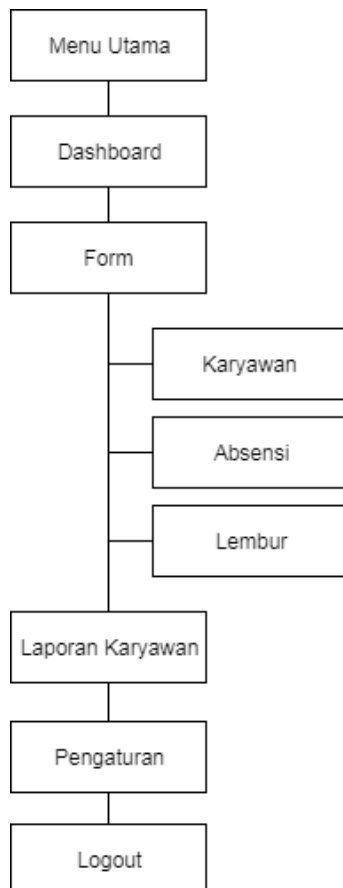 Menu Utama
Dashboard
Form
Karyawan
Absensi
Lembur
Laporan Karyawan
Pengaturan
Logout